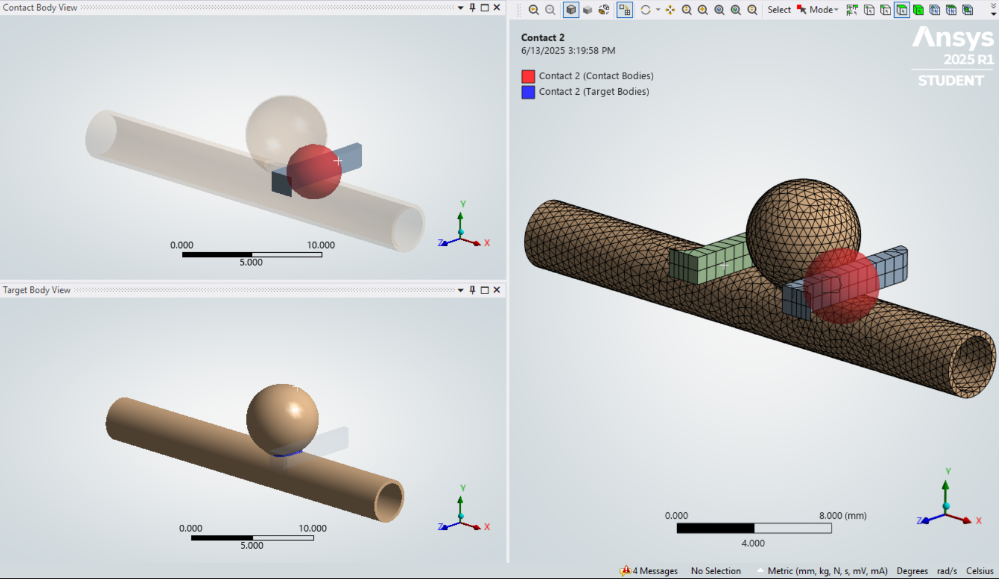 Contact Body View
0.000
10.000
5.000
Y
Z
X
Target Body View
0.000
10.000
5.000
Y
Z
X
Select
Mode
Contact 2
6/13/2025 3:19:58 PM
Contact 2 (Contact Bodies)
Contact 2 (Target Bodies)
Ansys
2025 R1
STUDENT
0.000
8.000 (mm)
4.000
Y
Z
X
4 Messages
No Selection
Metric (mm, kg, N, s, mV, mA)
Degrees
rad/s
Celsius